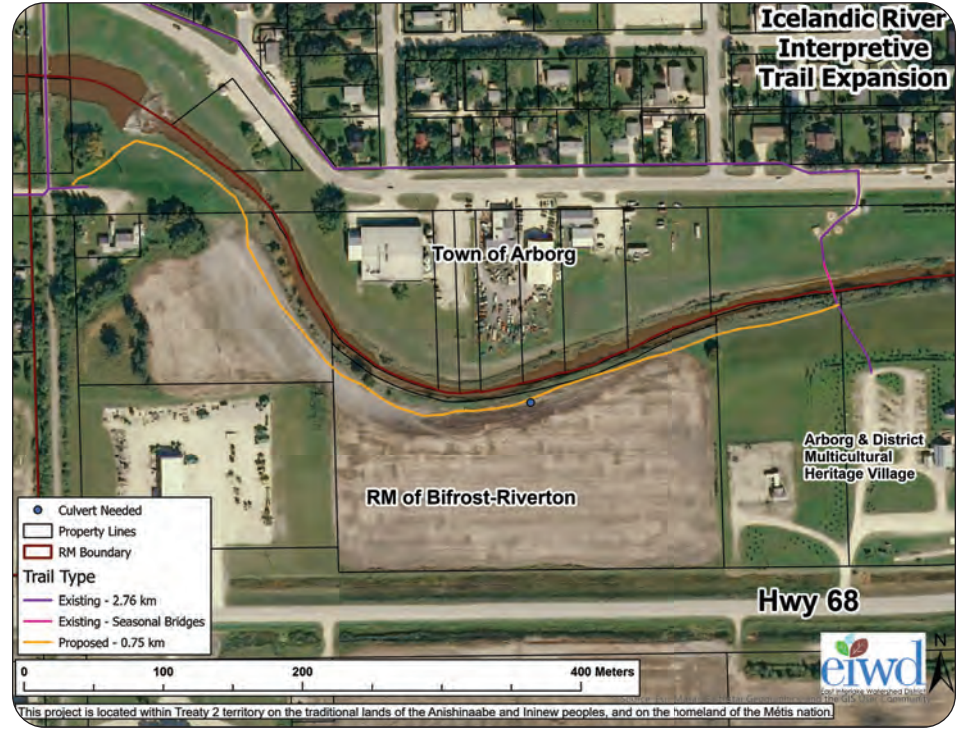 Icelandic River
Interpretive
Trail Expansion
Town of Arborg
Arborg & District
Multicultural
Heritage Village
RM of Bifrost-Riverton
Culvert Needed
Property Lines
RM Boundary
Trail Type
Existing - 2.76 km
Existing - Seasonal Bridges
Proposed - 0.75 km
Hwy 68
0 100 200 400 Meters
eiwd
East Interlake Watershed District
N
This project is located within Treaty 2 territory on the traditional lands of the Anishinaabe and Ininew peoples, and on the homeland of the Métis nation.